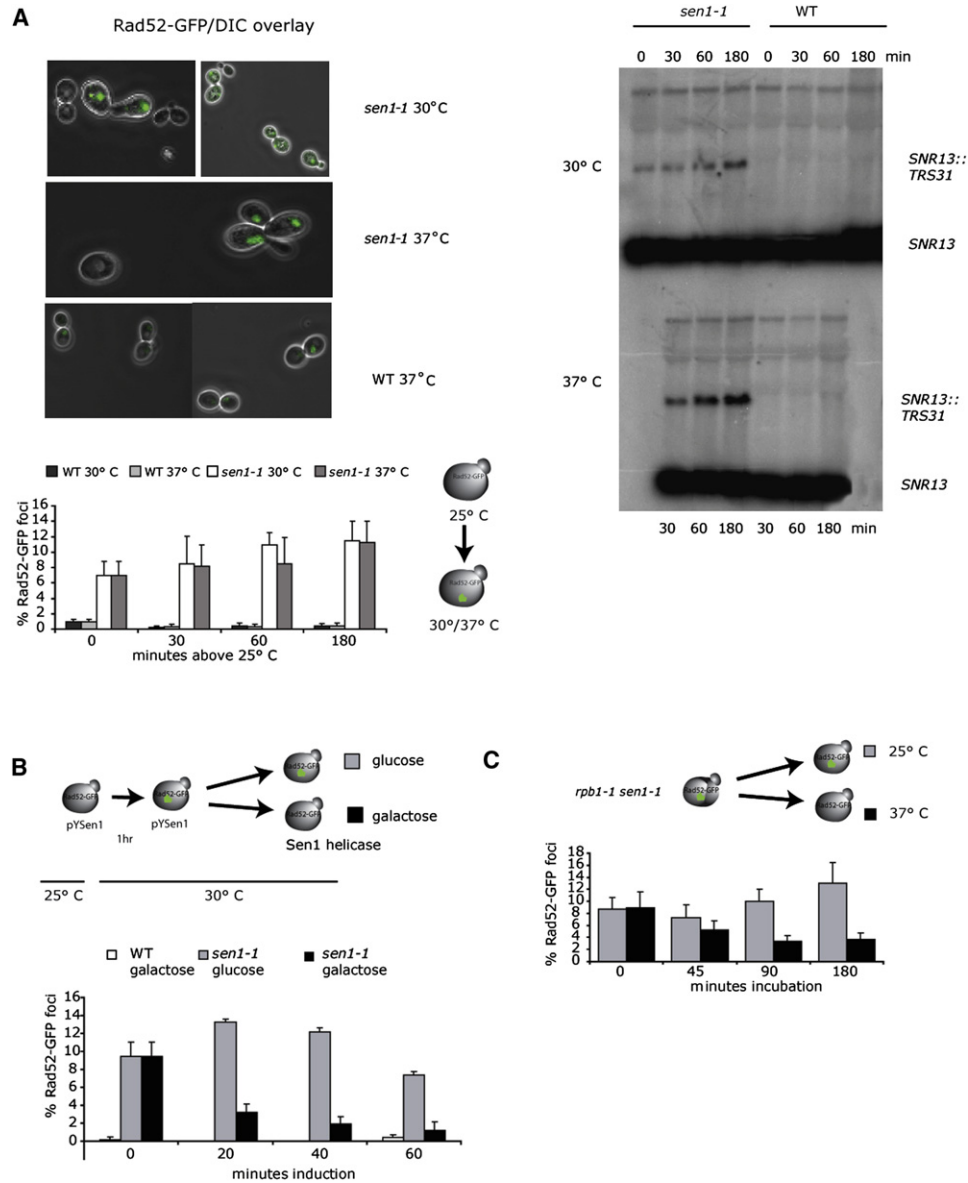 A
Rad52-GFP/DIC overlay
sen1-1 30°C
sen1-1 37°C
WT 37°C
sen1-1 WT
0 30 60 180 0 30 60 180 min
30° C
SNR13::
TRS31
SNR13
37° C
SNR13::
TRS31
SNR13
30 60 180 30 60 180 min
WT 30° C WT 37° C sen1-1 30° C sen1-1 37° C
% Rad52-GFP foci
16
14
12
10
8
6
4
2
0
0 30 60 180
minutes above 25° C
Rad52-GFP
25° C
Rad52-GFP
30°/37° C
B
Rad52-GFP
pYSen1
1hr
Rad52-GFP
pYSen1
Rad52-GFP
glucose
Rad52-GFP
galactose
Sen1 helicase
25° C 30° C
WT galactose
sen1-1 glucose
sen1-1 galactose
% Rad52-GFP foci
16
14
12
10
8
6
4
2
0
0 20 40 60
minutes induction
C
rpb1-1 sen1-1
Rad52-GFP
Rad52-GFP
25° C
Rad52-GFP
37° C
% Rad52-GFP foci
18
16
14
12
10
8
6
4
2
0
0 45 90 180
minutes incubation